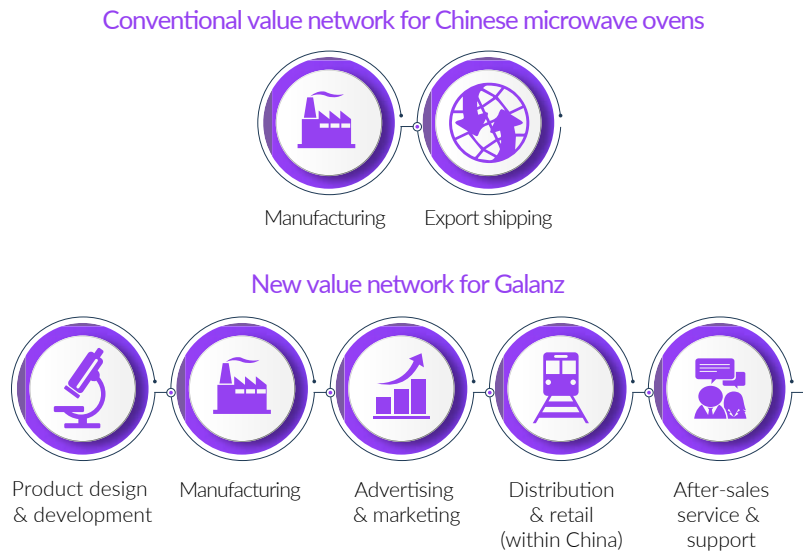 Conventional value network for Chinese microwave ovens
Manufacturing
Export shipping
New value network for Galanz
Product design
& development
Manufacturing
Advertising
& marketing
Distribution
& retail
(within China)
After-sales
service &
support